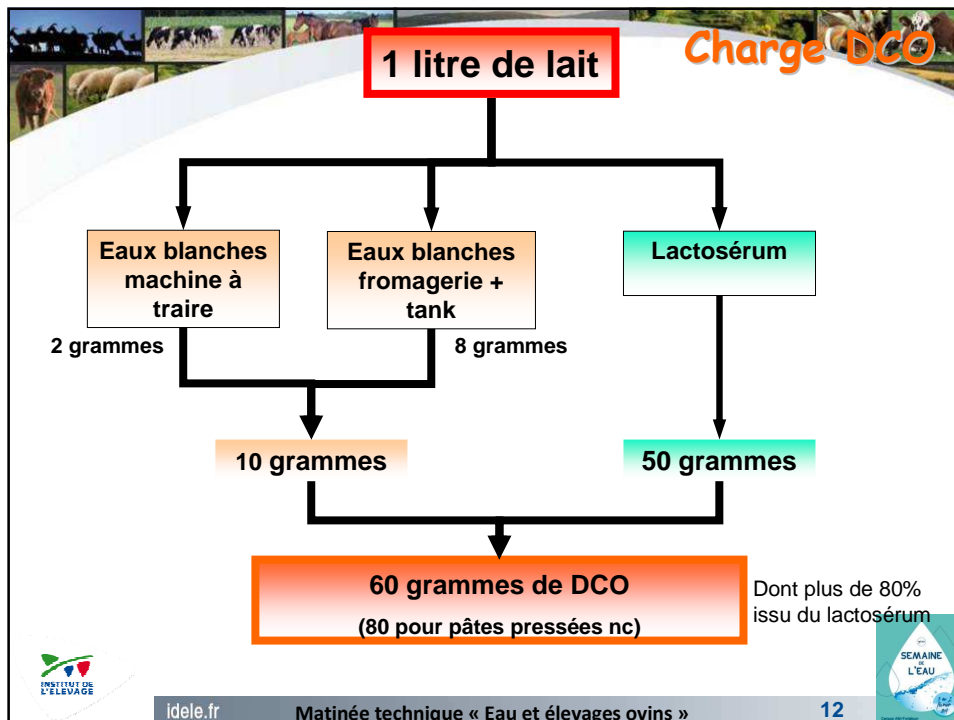 Charge DCO
1 litre de lait
Eaux blanches
machine à
traire
Eaux blanches
fromagerie +
tank
Lactosérum
2 grammes
8 grammes
10 grammes
50 grammes
60 grammes de DCO
(80 pour pâtes pressées nc)
Dont plus de 80%
issu du lactosérum
INSTITUT DE
L'ELEVAGE
SEMAINE
DE
L'EAU
idele.fr
Matinée technique « Eau et élevages ovins »
12